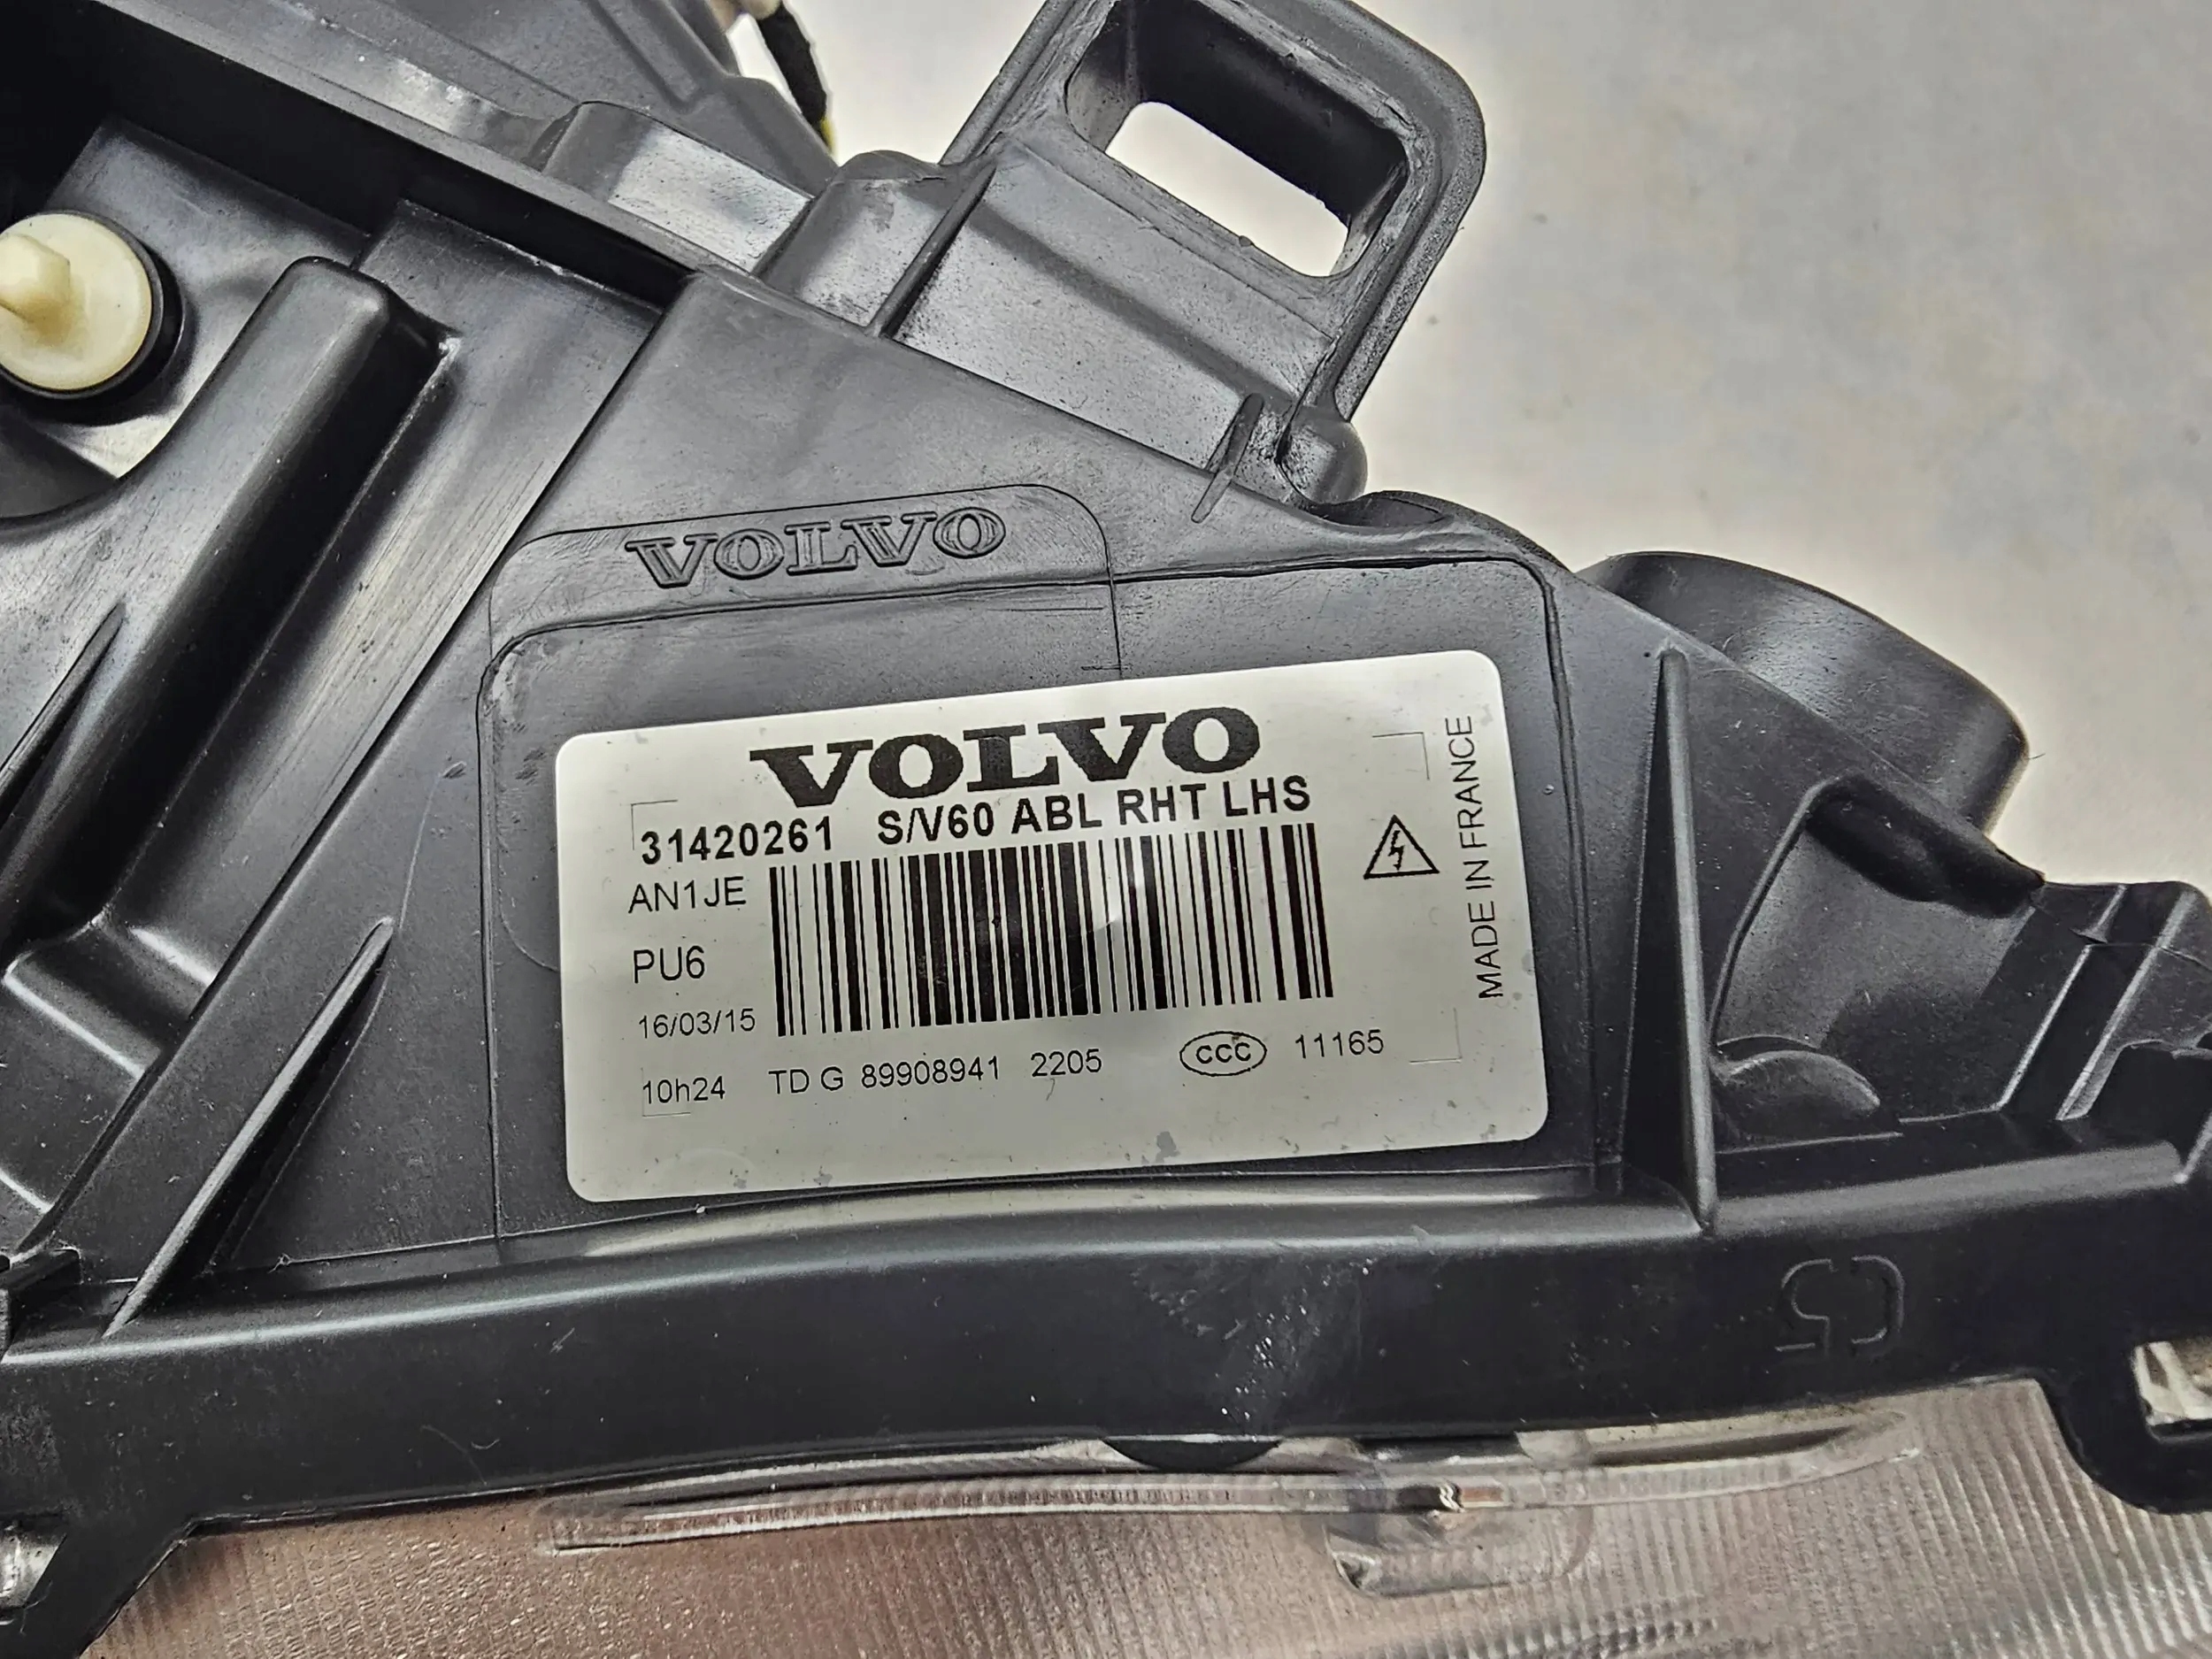 VOLVO
VOLVO
31420261 S/V60 ABL RHT LHS
AN1JE
PU6
16/03/15
10h24 TD G 89908941 2205 CCC 11165
MADE IN FRANCE
C5